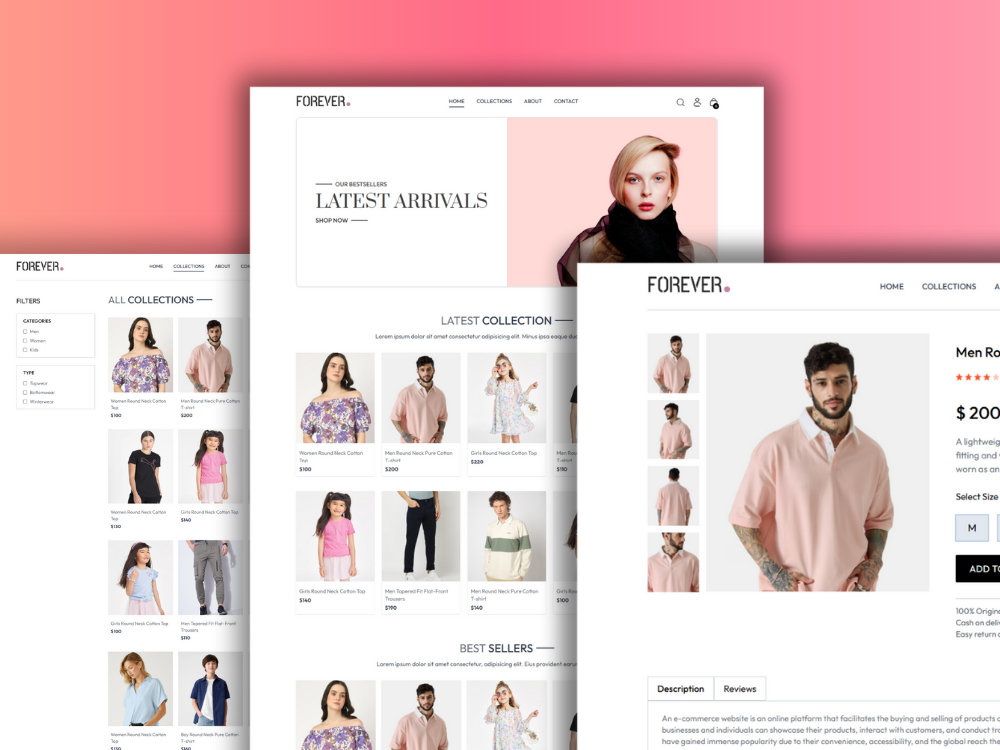 FOREVER.
HOME COLLECTIONS ABOUT CONTACT
0
OUR BESTSELLERS
LATEST ARRIVALS
SHOP NOW
LATEST COLLECTION
Lorem ipsum dolor sit amet consectetur adipisicing elit. Minus ipsa eaque
Women Round Neck Cotton
Top
$100
Men Round Neck Pure Cotton
T-shirt
$200
Girls Round Neck Cotton Top
$220
Men
$110
Girls Round Neck Cotton Top
$140
Men Tapered Fit Flat-Front
Trousers
$190
Men Round Neck Pure Cotton
T-shirt
$140
Girls
$100
BEST SELLERS
Lorem ipsum dolor sit amet consectetur, adipisicing elit. Eius provident
FOREVER.
HOME COLLECTIONS ABOUT
FILTERS
CATEGORIES
Men
Women
Kids
TYPE
Topwear
Bottomwear
Winterwear
ALL COLLECTIONS
Women Round Neck Cotton
Top
$100
Men Round Neck Pure Cotton
T-shirt
$200
Women Round Neck Cotton
Top
$130
Girls Round Neck Cotton Top
$140
Girls Round Neck Cotton Top
$100
Men Tapered Fit Flat-Front
Trousers
$110
Women Round Neck Cotton
Top
$130
Boy Round Neck Pure Cotton
T-shirt
$160
FOREVER.
HOME COLLECTIONS A
Men Ro
$ 200
A lightweig
fitting and
worn as an
Select Size
M
ADD TO
100% Origin
Cash on deli
Easy return
Description Reviews
An e-commerce website is an online platform that facilitates the buying and selling of products
businesses and individuals can showcase their products, interact with customers, and conduct
have gained immense popularity due to their convenience, accessibility, and the global reach